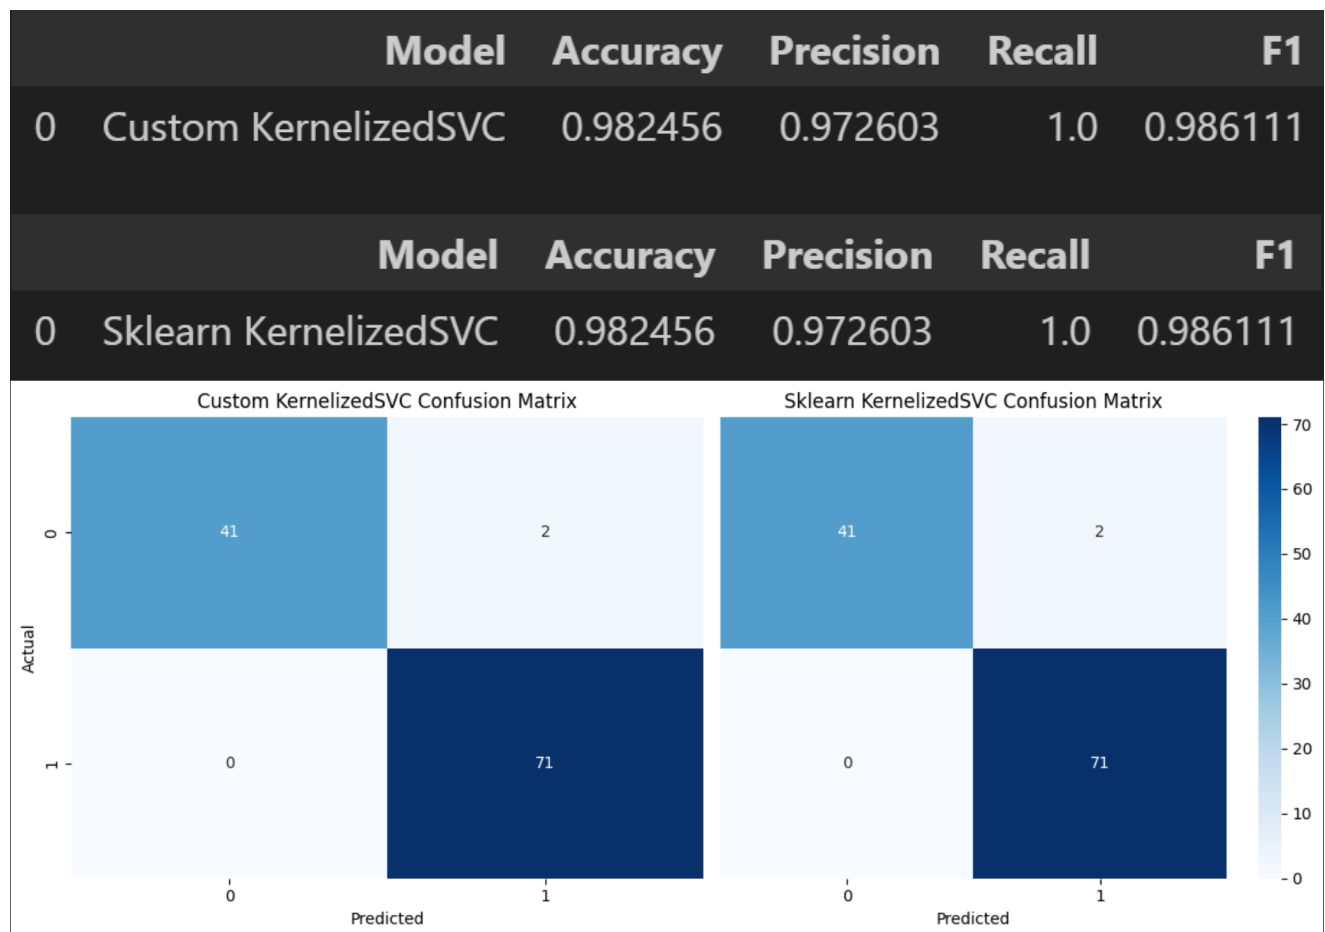 Model Accuracy Precision Recall F1
0 Custom KernelizedSVC 0.982456 0.972603 1.0 0.986111
Model Accuracy Precision Recall F1
0 Sklearn KernelizedSVC 0.982456 0.972603 1.0 0.986111
Custom KernelizedSVC Confusion Matrix
Sklearn KernelizedSVC Confusion Matrix
Actual
0
1
41 2
0 71
0 1
Predicted
41 2
0 71
0 1
Predicted
70
60
50
40
30
20
10
0